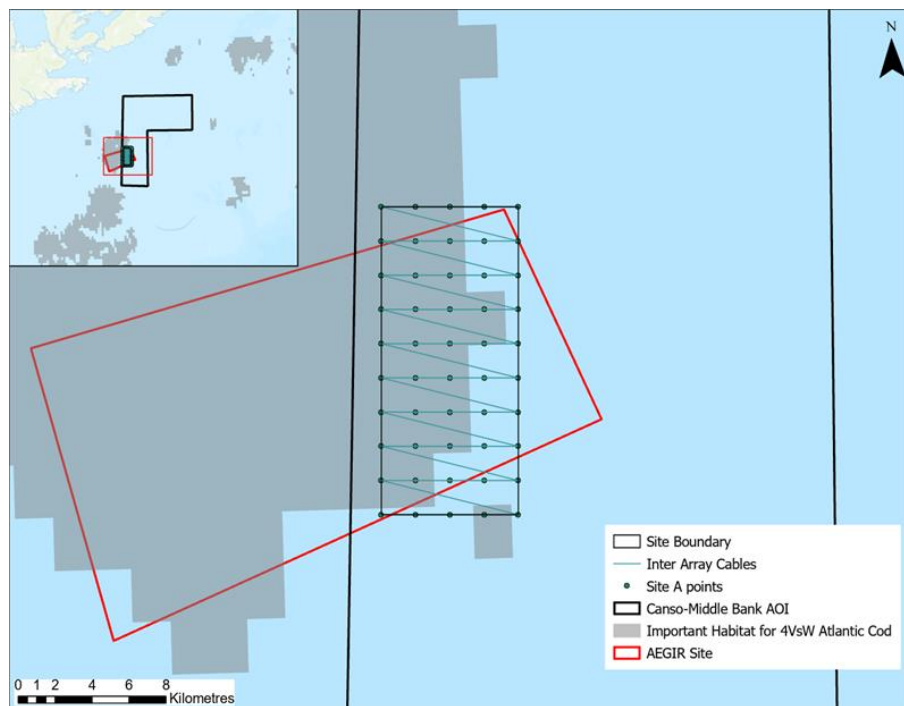 N
Site Boundary
Inter Array Cables
Site A points
Canso-Middle Bank AOI
Important Habitat for 4VsW Atlantic Cod
AEGIR Site
0 1 2 4 6 8
Kilometres